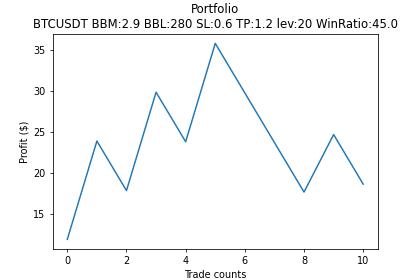 Portfolio
BTCUSDT BBM:2.9 BBL:280 SL:0.6 TP:1.2 lev:20 WinRatio:45.0
35
30
25
20
15
Profit ($)
0 2 4 6 8 10
Trade counts